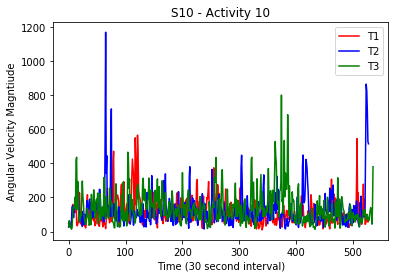 S10 - Activity 10
T1
T2
T3
Angular Velocity Magntiude
1200
1000
800
600
400
200
0
0
100
200
300
400
500
Time (30 second interval)